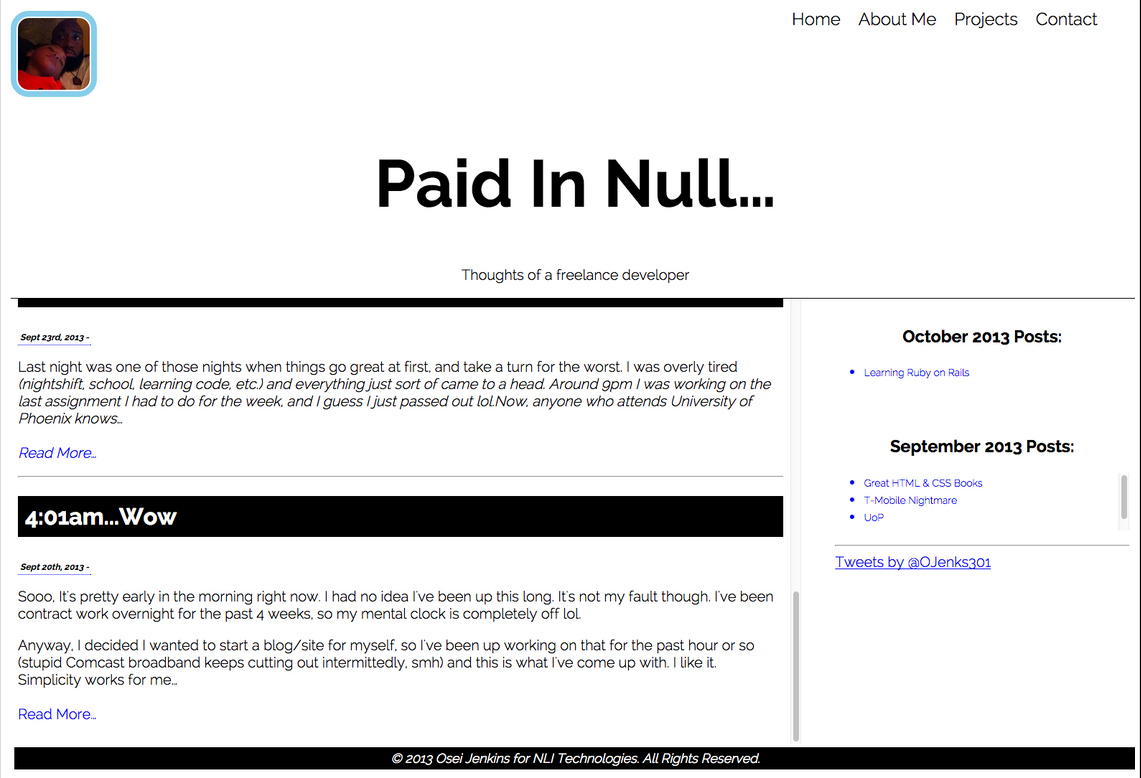 Home About Me Projects Contact
Paid In Null...
Thoughts of a freelance developer
Sept 23rd, 2013 -
Last night was one of those nights when things go great at first, and take a turn for the worst. I was overly tired
(nightshift, school, learning code, etc.) and everything just sort of came to a head. Around 9pm I was working on the
last assignment I had to do for the week, and I guess I just passed out lol.Now, anyone who attends University of
Phoenix knows...
Read More...
4:01am...Wow
Sept 20th, 2013 -
Sooo, It's pretty early in the morning right now. I had no idea I've been up this long. It's not my fault though. I've been
contract work overnight for the past 4 weeks, so my mental clock is completely off lol.
Anyway, I decided I wanted to start a blog/site for myself, so I've been up working on that for the past hour or so
(stupid Comcast broadband keeps cutting out intermittedly, smh) and this is what I've come up with. I like it.
Simplicity works for me...
Read More...
October 2013 Posts:
Learning Ruby on Rails
September 2013 Posts:
Great HTML & CSS Books
T-Mobile Nightmare
UoP
Tweets by @OJenks301
© 2013 Osei Jenkins for NLI Technologies. All Rights Reserved.